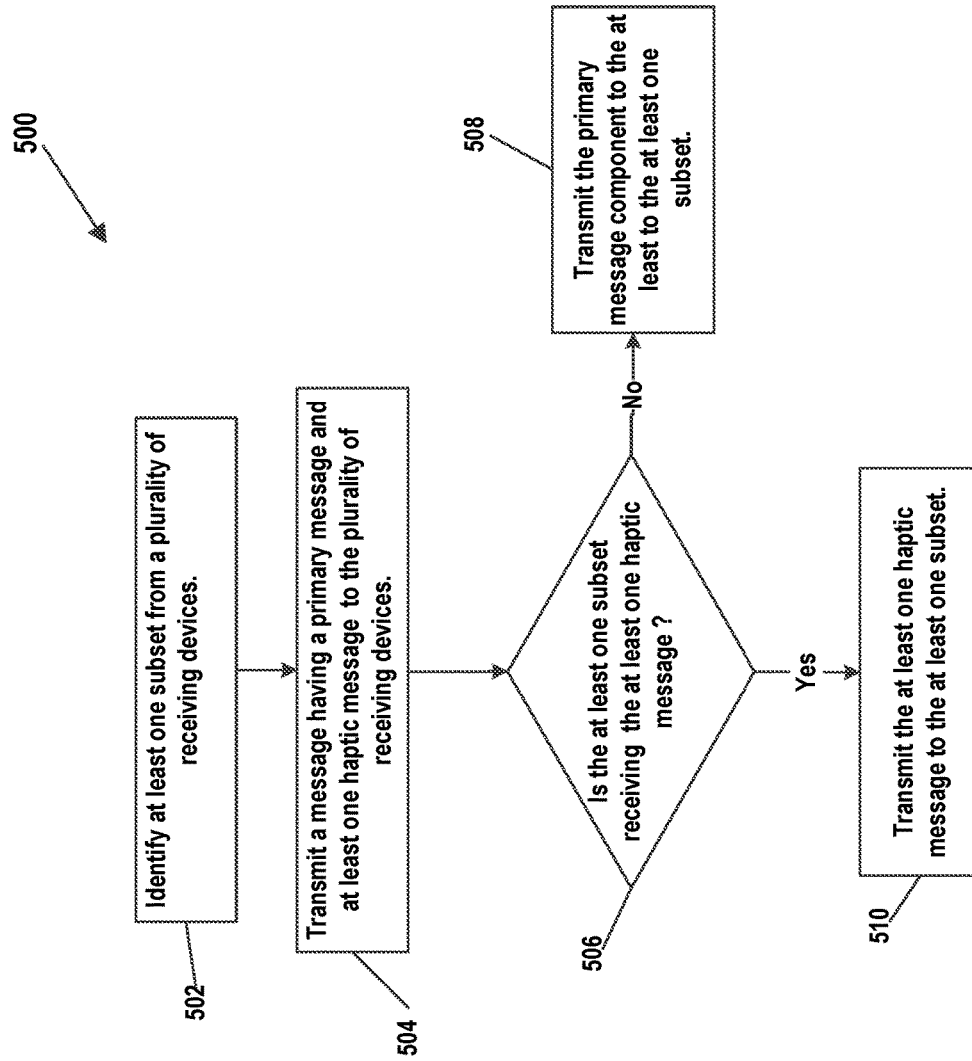 500
502
Identify at least one subset from a plurality of
receiving devices.
504
Transmit a message having a primary message and
at least one haptic message to the plurality of
receiving devices.
506
Is the at least one subset
receiving the at least one haptic
message ?
No
508
Transmit the primary
message component to the at
least to the at least one
subset.
Yes
510
Transmit the at least one haptic
message to the at least one subset.